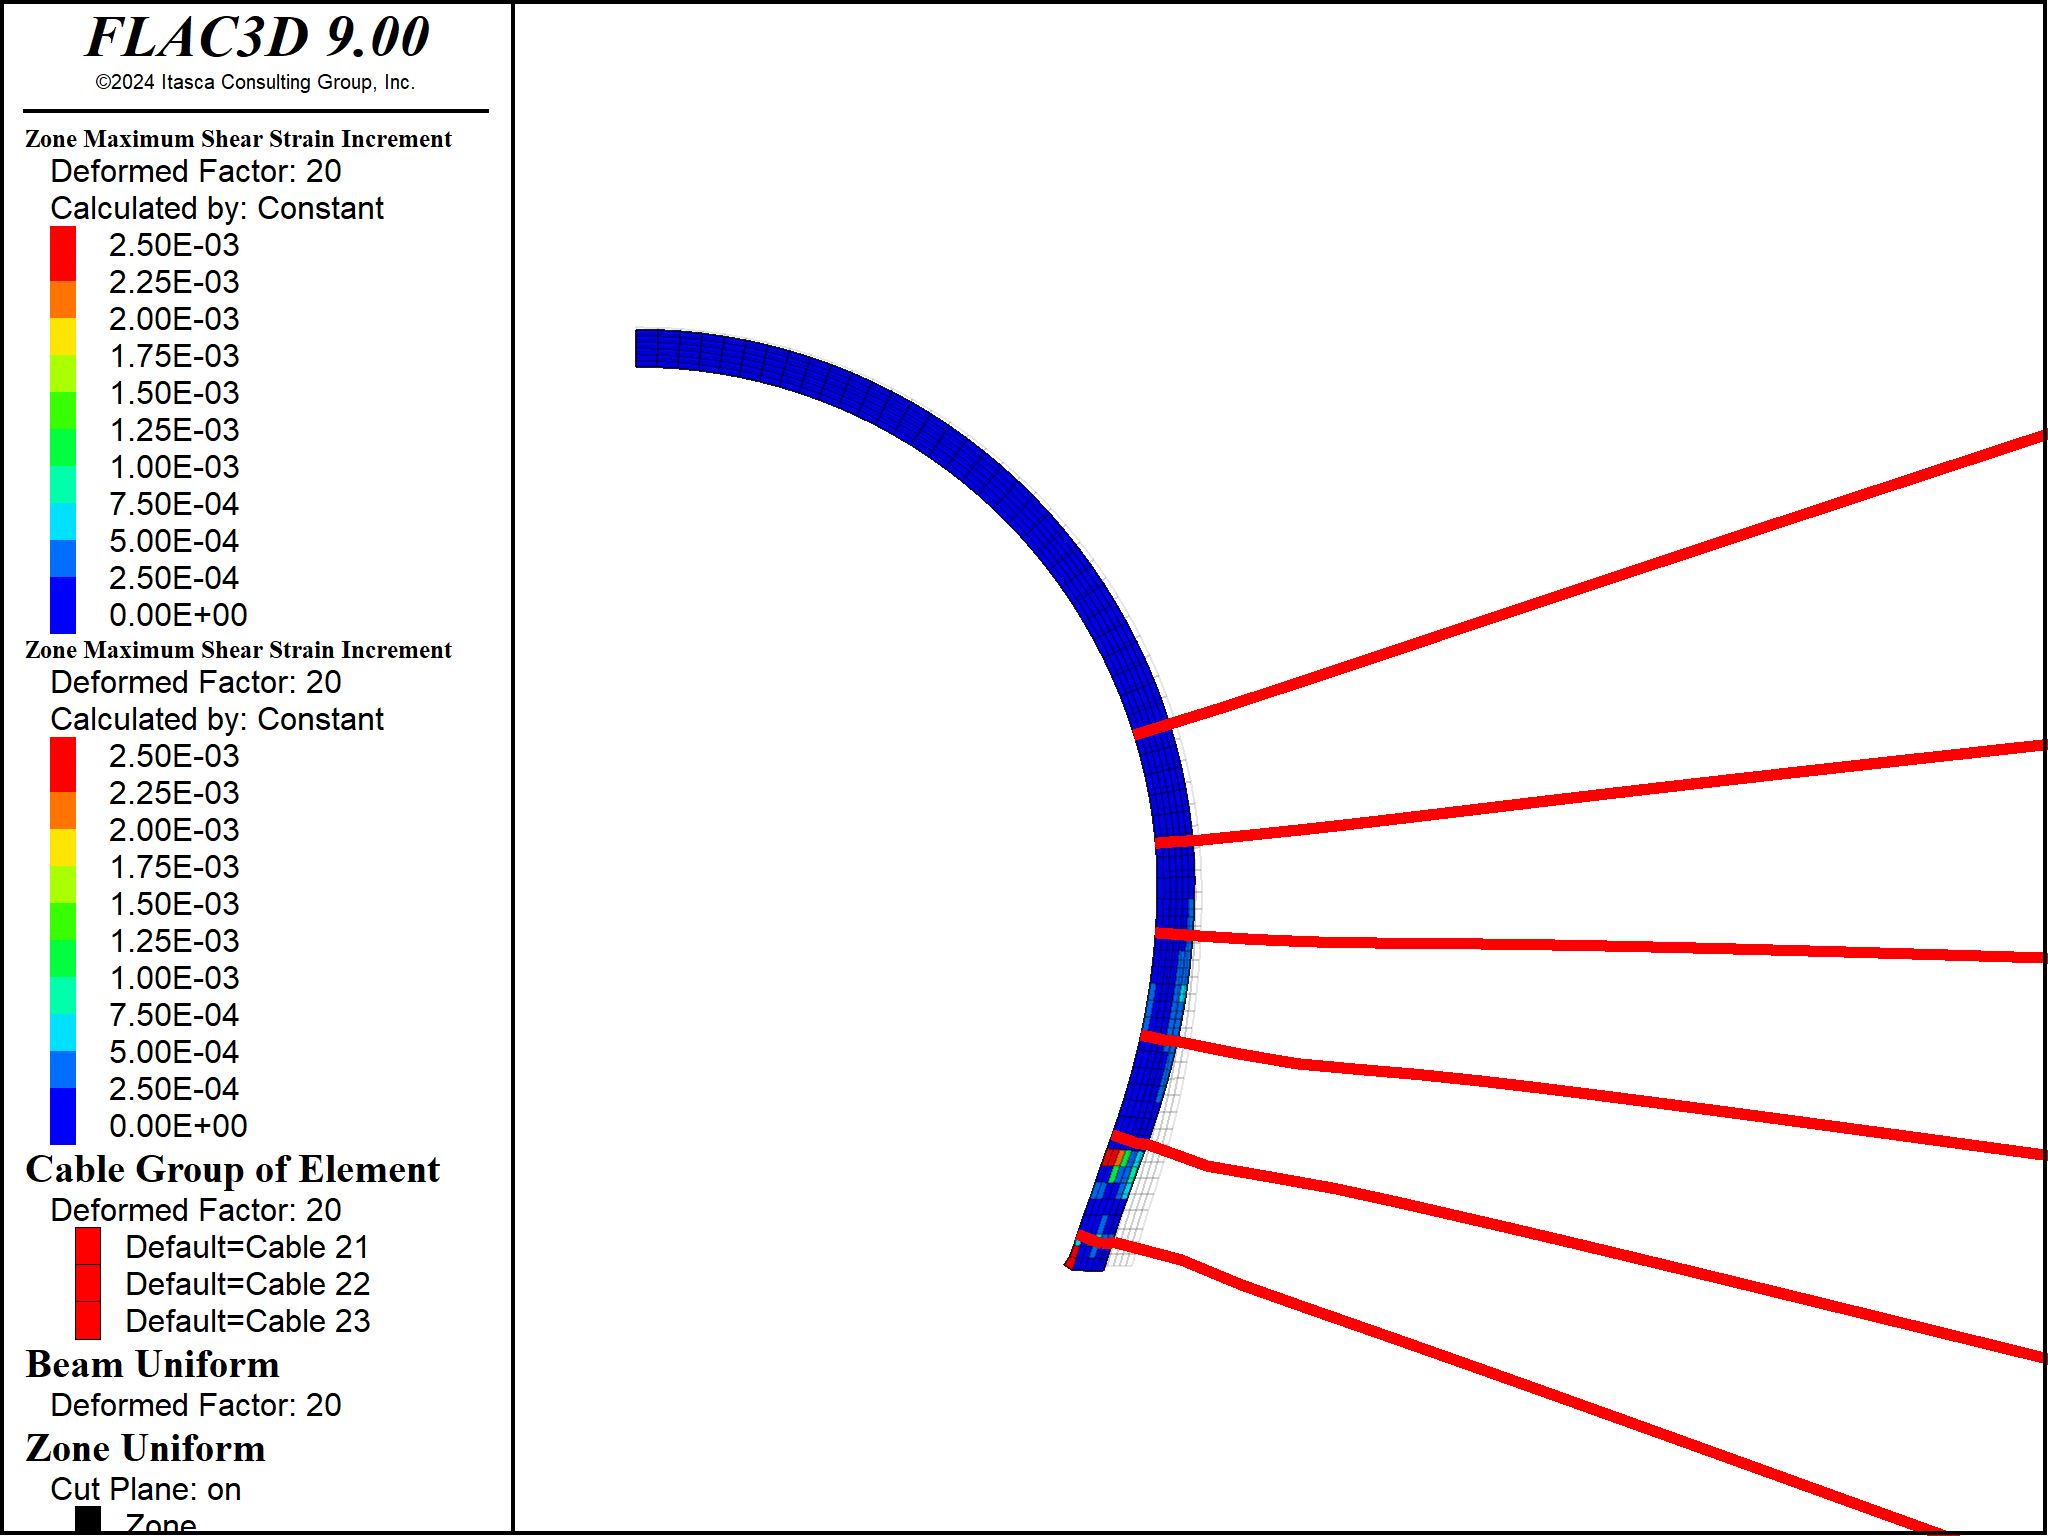 FLAC3D 9.00
©2024 Itasca Consulting Group, Inc.
Zone Maximum Shear Strain Increment
Deformed Factor: 20
Calculated by: Constant
2.50E-03
2.25E-03
2.00E-03
1.75E-03
1.50E-03
1.25E-03
1.00E-03
7.50E-04
5.00E-04
2.50E-04
0.00E+00
Zone Maximum Shear Strain Increment
Deformed Factor: 20
Calculated by: Constant
2.50E-03
2.25E-03
2.00E-03
1.75E-03
1.50E-03
1.25E-03
1.00E-03
7.50E-04
5.00E-04
2.50E-04
0.00E+00
Cable Group of Element
Deformed Factor: 20
Default=Cable 21
Default=Cable 22
Default=Cable 23
Beam Uniform
Deformed Factor: 20
Zone Uniform
Cut Plane: on
Zone